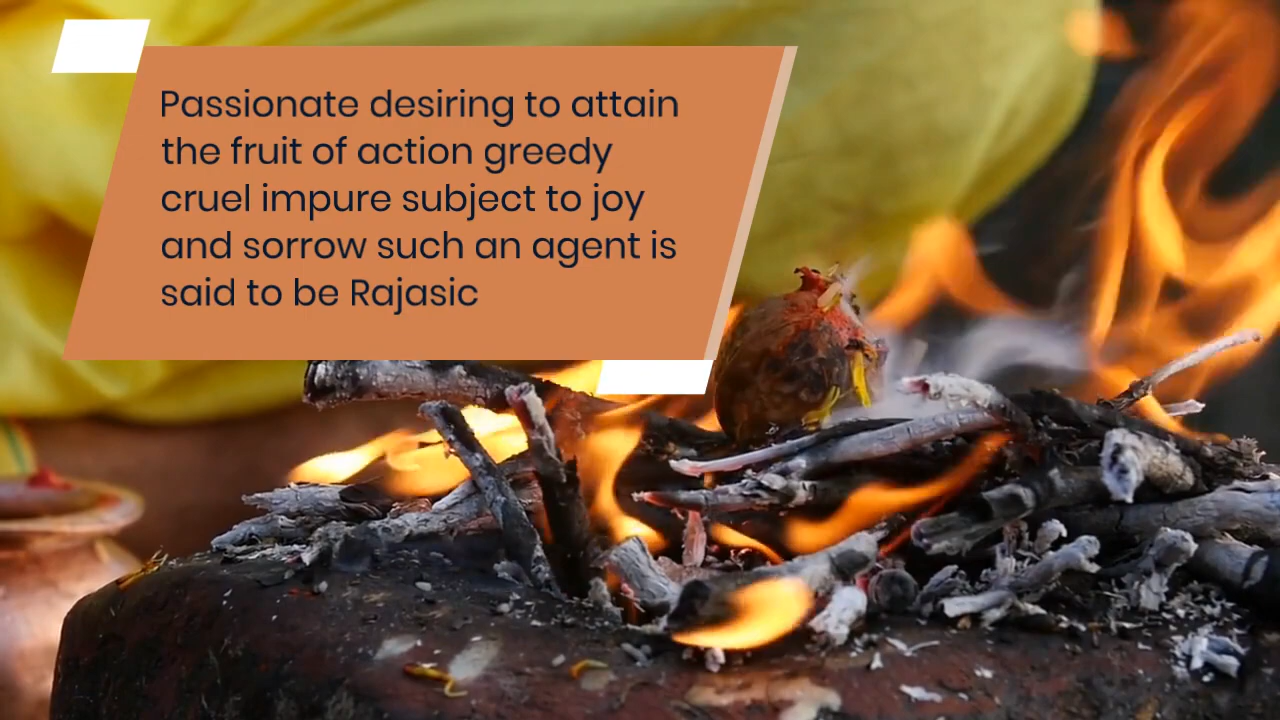 Passionate desiring to attain
the fruit of action greedy
cruel impure subject to joy
and sorrow such an agent is
said to be Rajasic